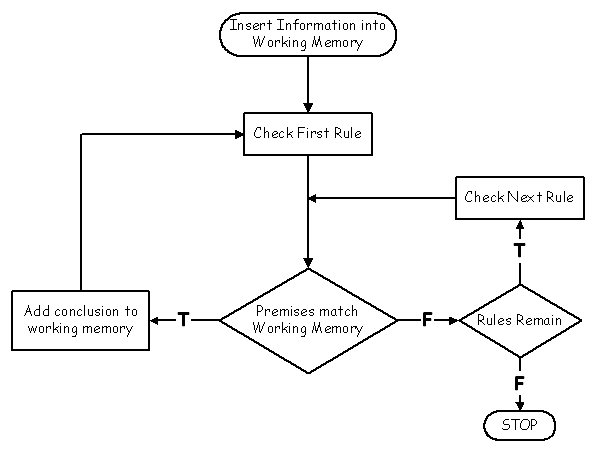 Insert Information into
Working Memory
Check First Rule
Check Next Rule
T
Add conclusion to
working memory
T
Premises match
Working Memory
F
Rules Remain
F
STOP